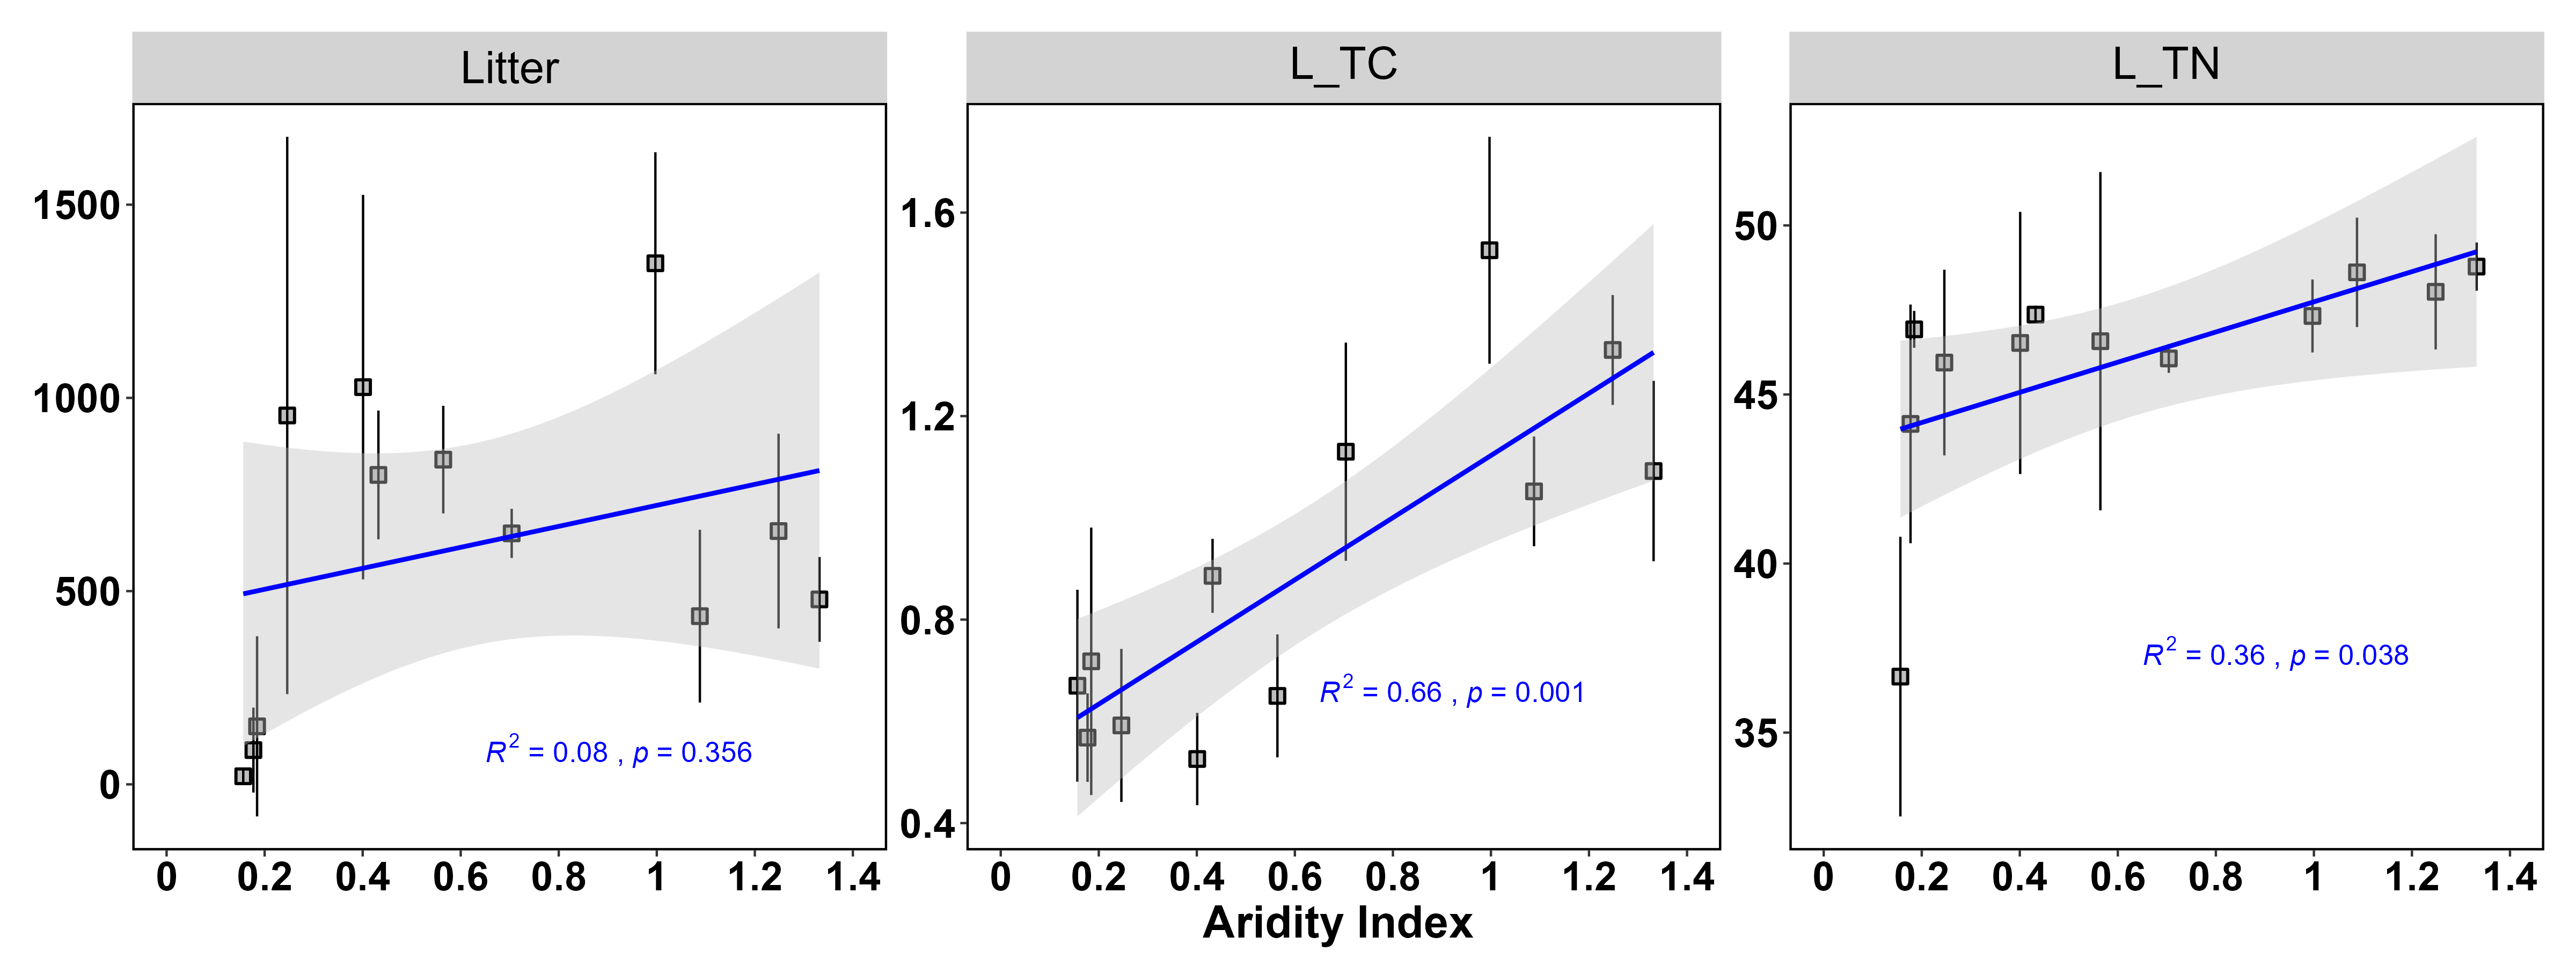 Litter
L_TC
L_TN
1500
1000
500
0
R² = 0.08 , p = 0.356
0 0.2 0.4 0.6 0.8 1 1.2 1.4
1.6
1.2
0.8
0.4
R² = 0.66 , p = 0.001
0 0.2 0.4 0.6 0.8 1 1.2 1.4
50
45
40
35
R² = 0.36 , p = 0.038
0 0.2 0.4 0.6 0.8 1 1.2 1.4
Aridity Index